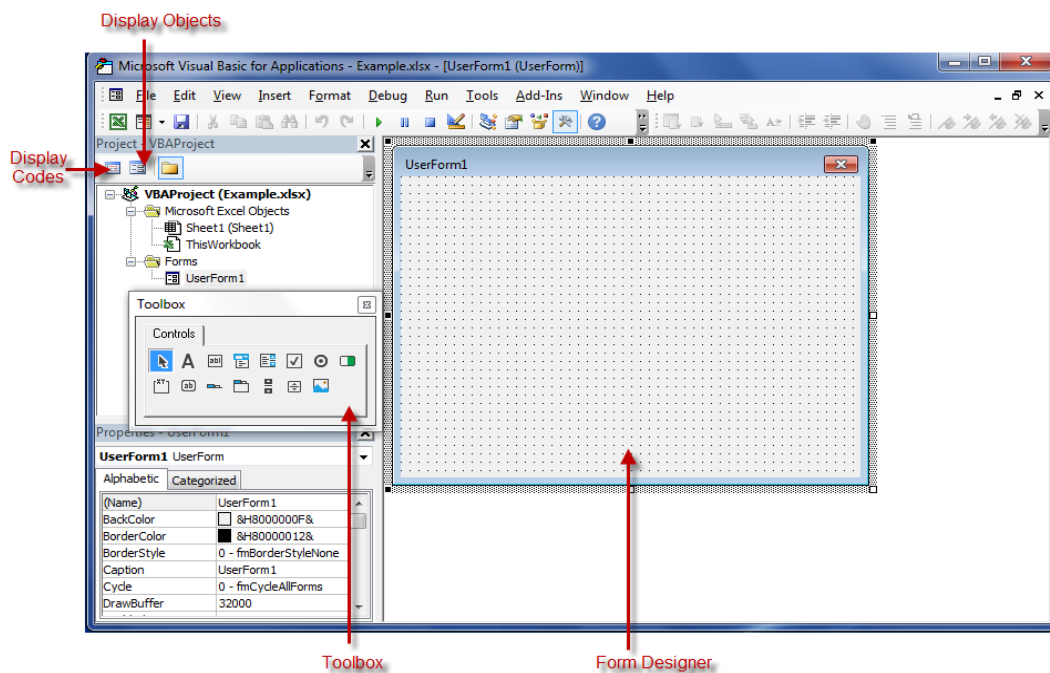 Display Objects
Microsoft Visual Basic for Applications - Example.xlsx - [UserForm1 (UserForm)]
File Edit View Insert Format Debug Run Tools Add-Ins Window Help
Project - VBAProject
Display
Codes
VBAProject (Example.xlsx)
Microsoft Excel Objects
Sheet1 (Sheet1)
ThisWorkbook
Forms
UserForm1
UserForm1
Toolbox
Controls
A abl
XY ab
Properties - UserForm1
UserForm1 UserForm
Alphabetic Categorized
(Name) UserForm1
BackColor &H8000000F&
BorderColor &H80000012&
BorderStyle 0 - fmBorderStyleNone
Caption UserForm1
Cycle 0 - fmCycleAllForms
DrawBuffer 32000
Toolbox
Form Designer